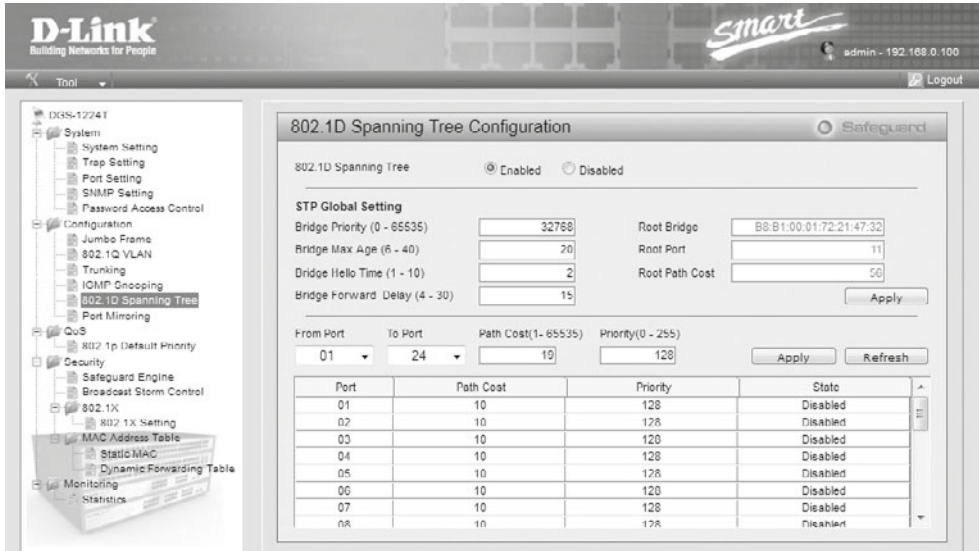 D-Link
Building Networks for People
smart
admin - 192.168.0.100
Tool
Logout
DGS-1224T
System
System Setting
Trap Setting
Port Setting
SNMP Setting
Password Access Control
Configuration
Jumbo Frame
802.1Q VLAN
Trunking
IGMP Snooping
802.1D Spanning Tree
Port Mirroring
QoS
802.1p Default Priority
Security
Safeguard Engine
Broadcast Storm Control
802.1X
802.1X Setting
MAC Address Table
Static MAC
Dynamic Forwarding Table
Monitoring
Statistics
802.1D Spanning Tree Configuration
Safeguard
802.1D Spanning Tree Enabled Disabled
STP Global Setting
Bridge Priority (0 - 65535) 32768 Root Bridge B8:B1:00:01:72:21:47:32
Bridge Max Age (6 - 40) 20 Root Port 11
Bridge Hello Time (1 - 10) 2 Root Path Cost 56
Bridge Forward Delay (4 - 30) 15 Apply
From Port To Port Path Cost(1- 65535) Priority(0 - 255)
01 24 19 128 Apply Refresh
Port Path Cost Priority State
01 10 128 Disabled
02 10 128 Disabled
03 10 128 Disabled
04 10 128 Disabled
05 10 128 Disabled
06 10 128 Disabled
07 10 128 Disabled
08 10 128 Disabled